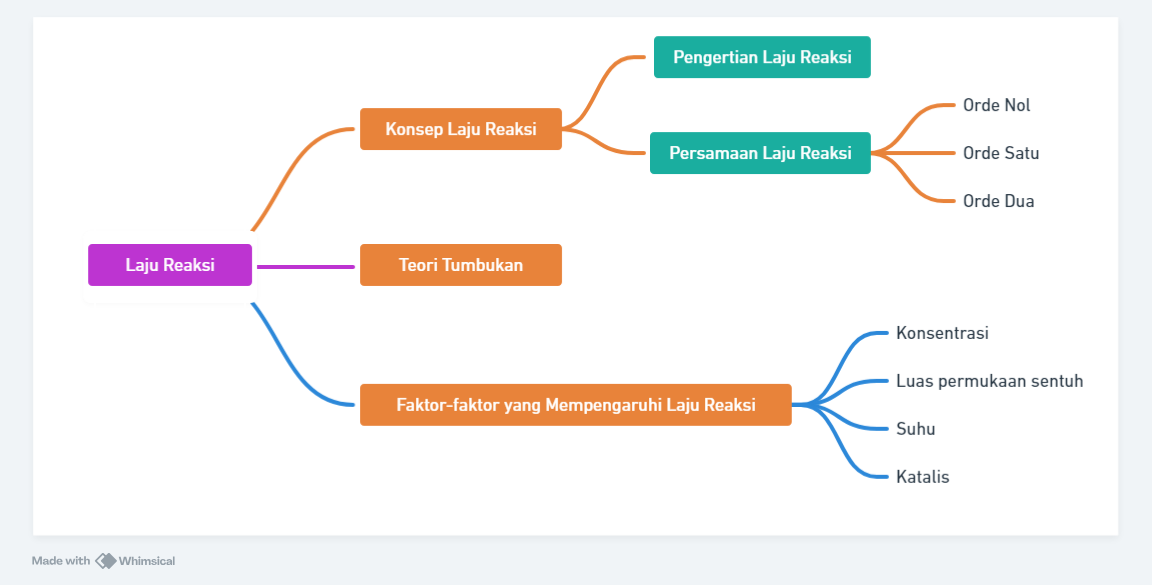 Laju Reaksi
Konsep Laju Reaksi
Pengertian Laju Reaksi
Persamaan Laju Reaksi
Orde Nol
Orde Satu
Orde Dua
Teori Tumbukan
Faktor-faktor yang Mempengaruhi Laju Reaksi
Konsentrasi
Luas permukaan sentuh
Suhu
Katalis
Made with Whimsical